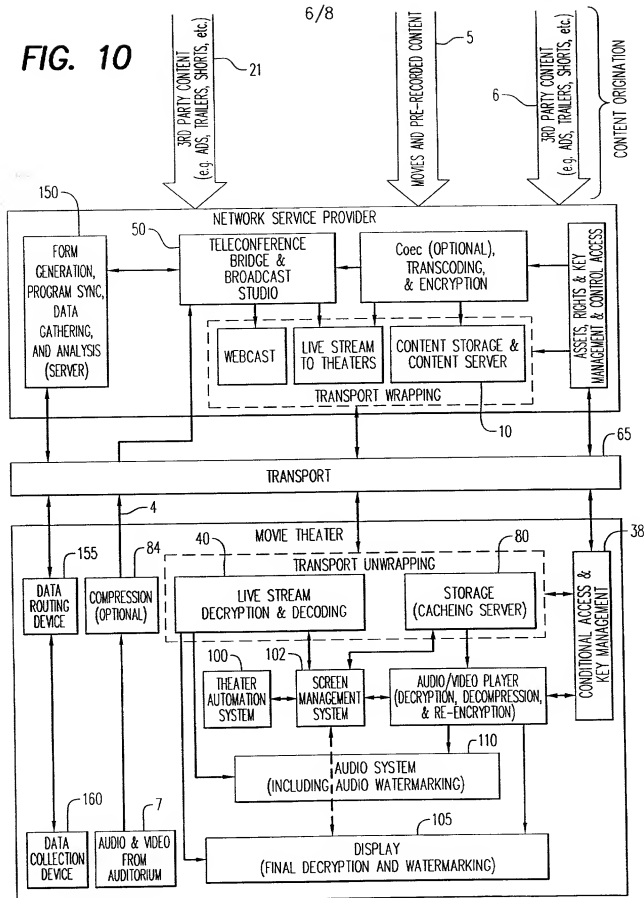 6/8
FIG. 10
21
3RD PARTY CONTENT
(e.g. ADS, TRAILERS, SHORTS, etc.)
5
MOVIES AND PRE-RECORDED CONTENT
6
3RD PARTY CONTENT
(e.g. ADS, TRAILERS, SHORTS, etc.)
CONTENT ORIGINATION
NETWORK SERVICE PROVIDER
150
FORM
GENERATION,
PROGRAM SYNC,
DATA
GATHERING,
AND ANALYSIS
(SERVER)
50
TELECONFERENCE
BRIDGE &
BROADCAST
STUDIO
Coec (OPTIONAL),
TRANSCODING,
& ENCRYPTION
ASSETS, RIGHTS & KEY
MANAGEMENT & CONTROL ACCESS
WEBCAST
LIVE STREAM
TO THEATERS
CONTENT STORAGE &
CONTENT SERVER
TRANSPORT WRAPPING
10
65
TRANSPORT
4
MOVIE THEATER
38
155
DATA
ROUTING
DEVICE
84
COMPRESSION
(OPTIONAL)
40
TRANSPORT UNWRAPPING
80
LIVE STREAM
DECRYPTION & DECODING
STORAGE
(CACHEING SERVER)
CONDITIONAL ACCESS &
KEY MANAGEMENT
100
THEATER
AUTOMATION
SYSTEM
102
SCREEN
MANAGEMENT
SYSTEM
AUDIO/VIDEO PLAYER
(DECRYPTION, DECOMPRESSION,
& RE-ENCRYPTION)
110
AUDIO SYSTEM
(INCLUDING AUDIO WATERMARKING)
160
DATA
COLLECTION
DEVICE
7
AUDIO & VIDEO
FROM
AUDITORIUM
105
DISPLAY
(FINAL DECRYPTION AND WATERMARKING)